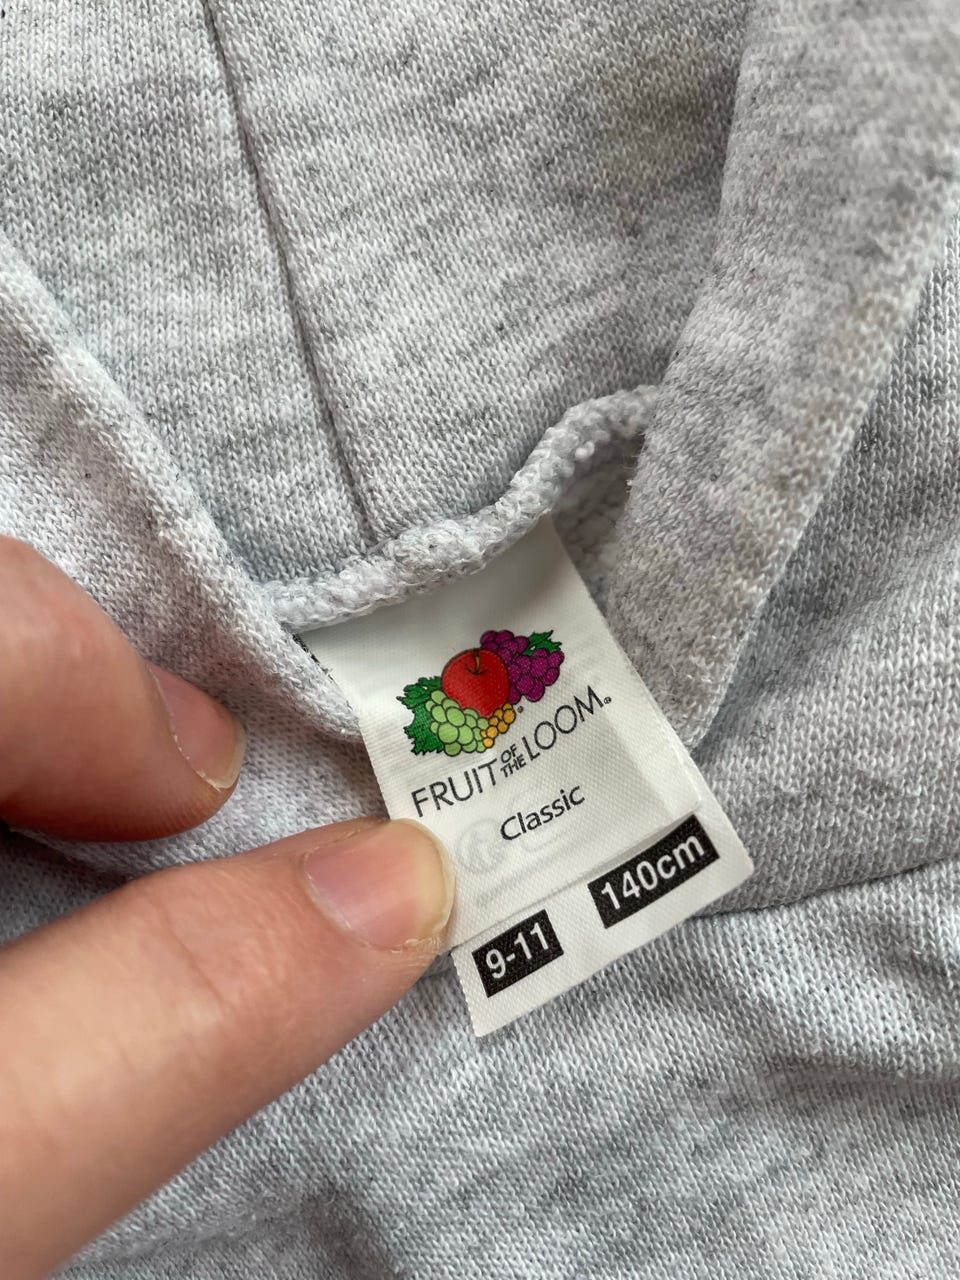 FRUIT OF THE LOOM®
Classic
9-11 140cm